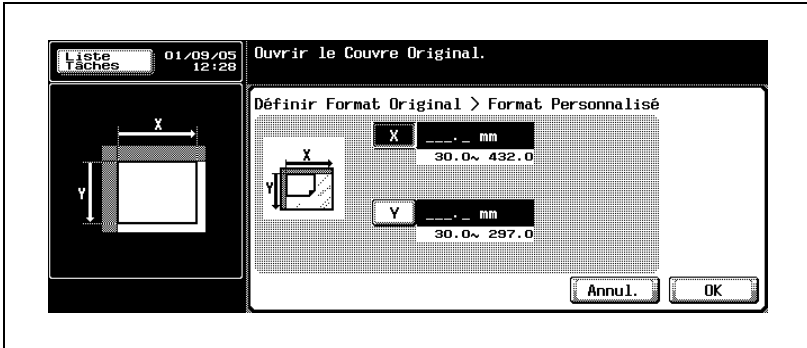 Liste
Tâches
01/09/05
12:28
Ouvrir le Couvre Original.
X
Y
Définir Format Original > Format Personnalisé
X
Y
X ___._ mm
30.0~ 432.0
Y ___._ mm
30.0~ 297.0
Annul. OK